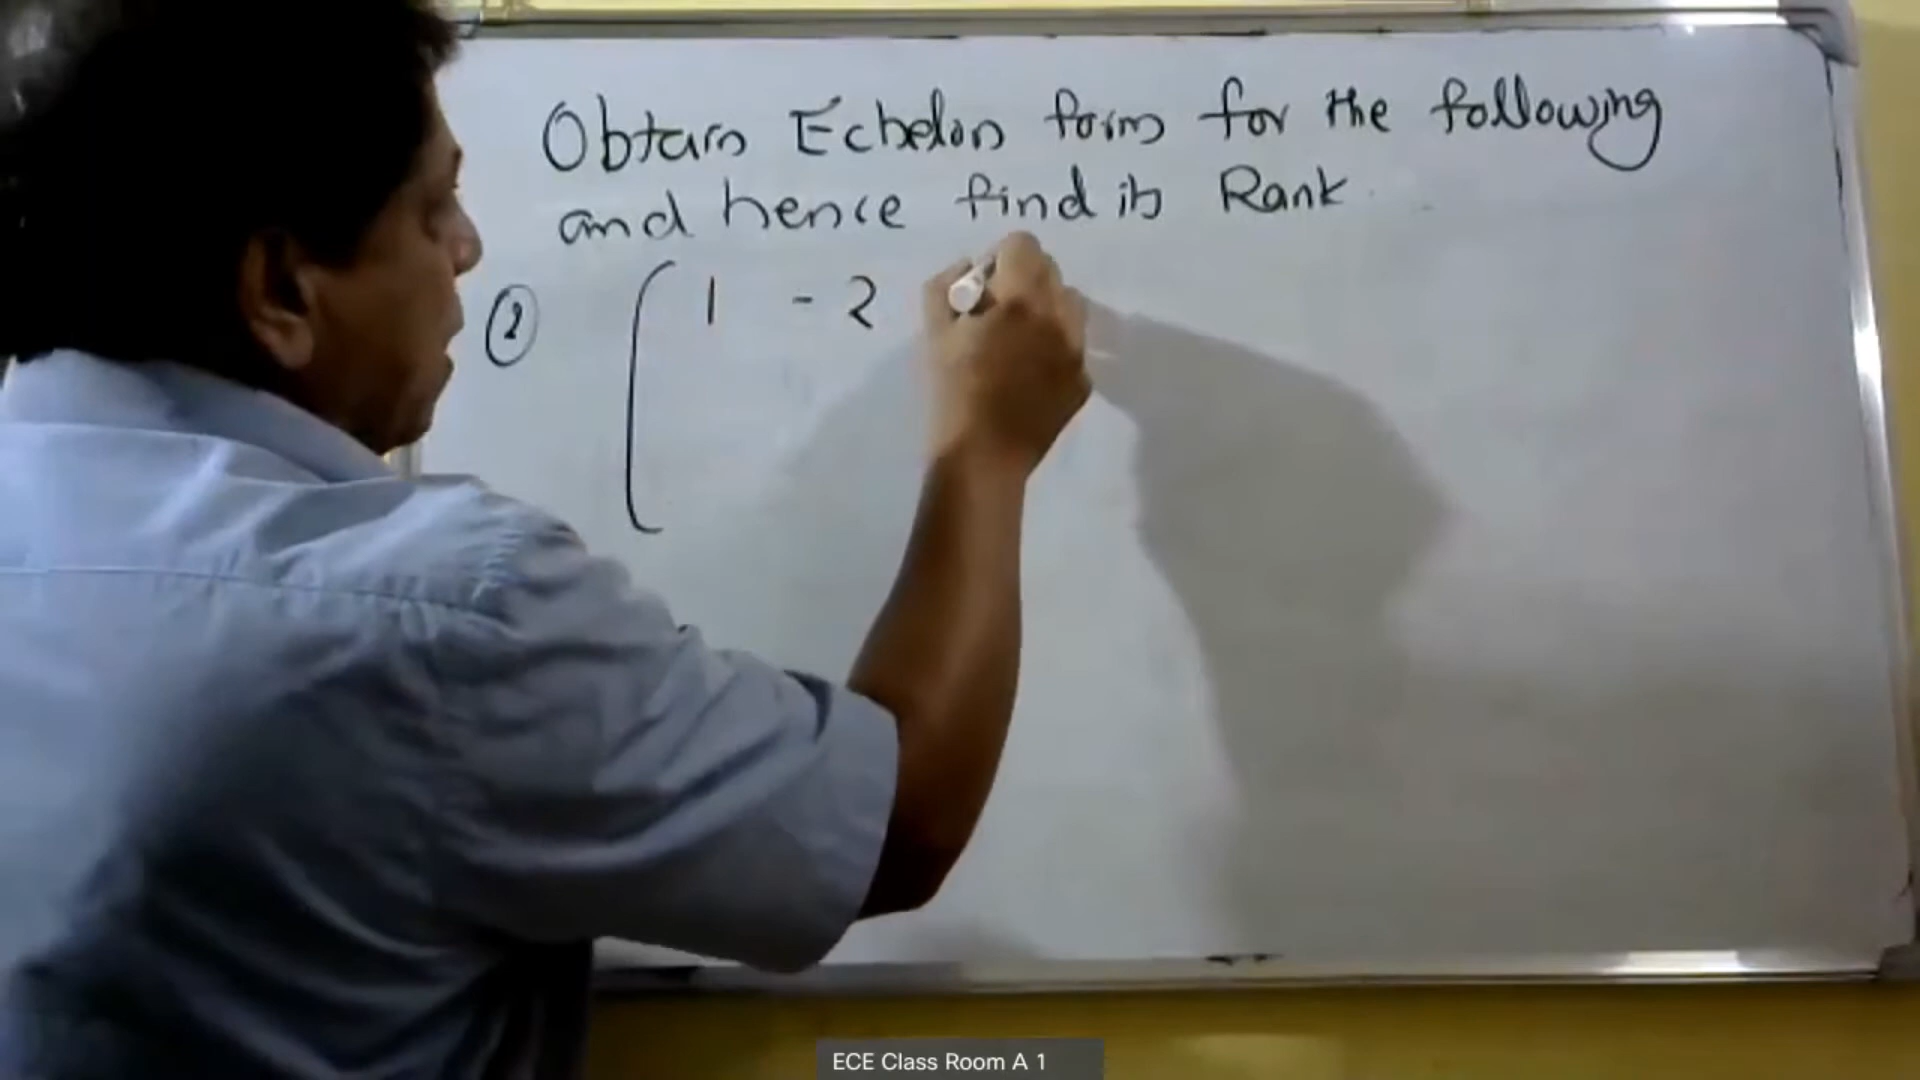 Obtain Echelon form for the following
and hence find its Rank
② ( 1 - 2
ECE Class Room A 1